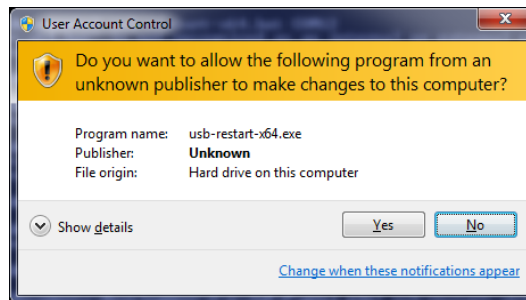 User Account Control
Do you want to allow the following program from an
unknown publisher to make changes to this computer?
Program name: usb-restart-x64.exe
Publisher: Unknown
File origin: Hard drive on this computer
Show details
Yes
No
Change when these notifications appear